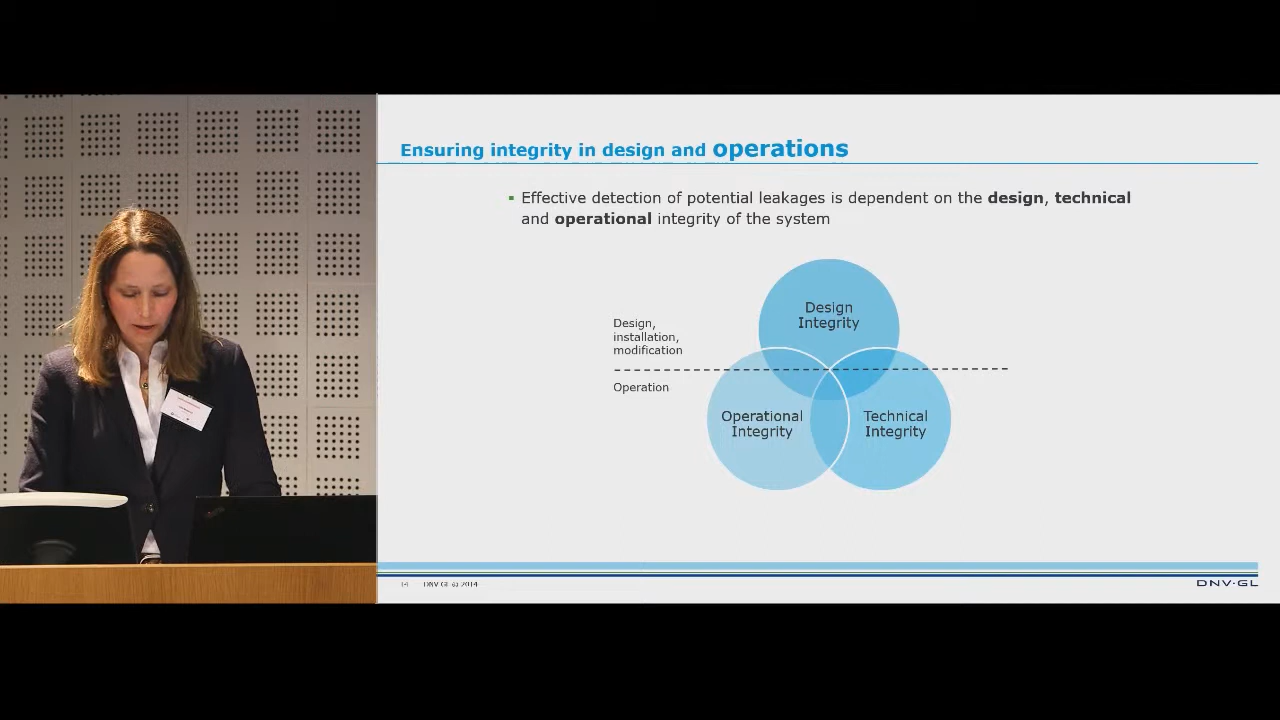 Ensuring integrity in design and operations
Effective detection of potential leakages is dependent on the design, technical
and operational integrity of the system
Design
Integrity
Design,
installation,
modification
Operation
Operational
Integrity
Technical
Integrity
14 DNV GL © 2014
DNV·GL